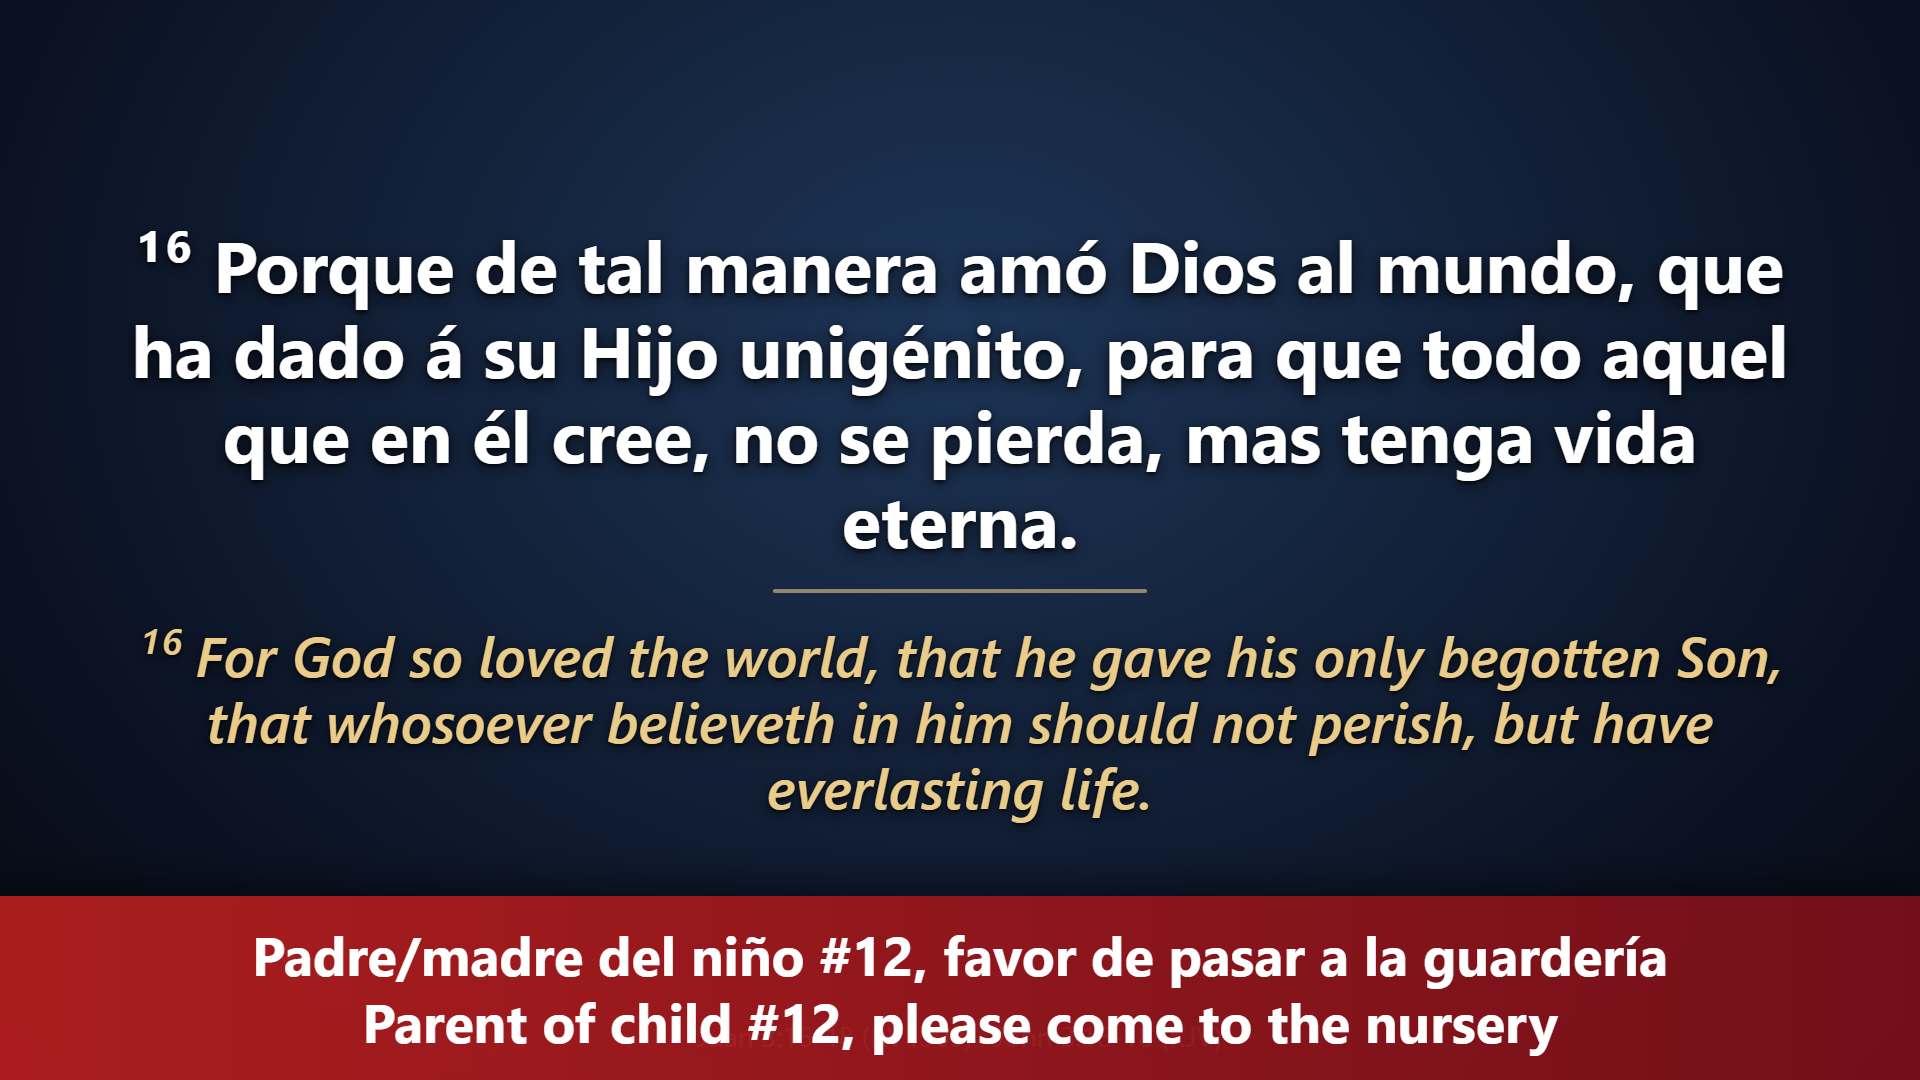 16 Porque de tal manera amó Dios al mundo, que
ha dado á su Hijo unigénito, para que todo aquel
que en él cree, no se pierda, mas tenga vida
eterna.
16 For God so loved the world, that he gave his only begotten Son,
that whosoever believeth in him should not perish, but have
everlasting life.
Padre/madre del niño #12, favor de pasar a la guardería
Parent of child #12, please come to the nursery